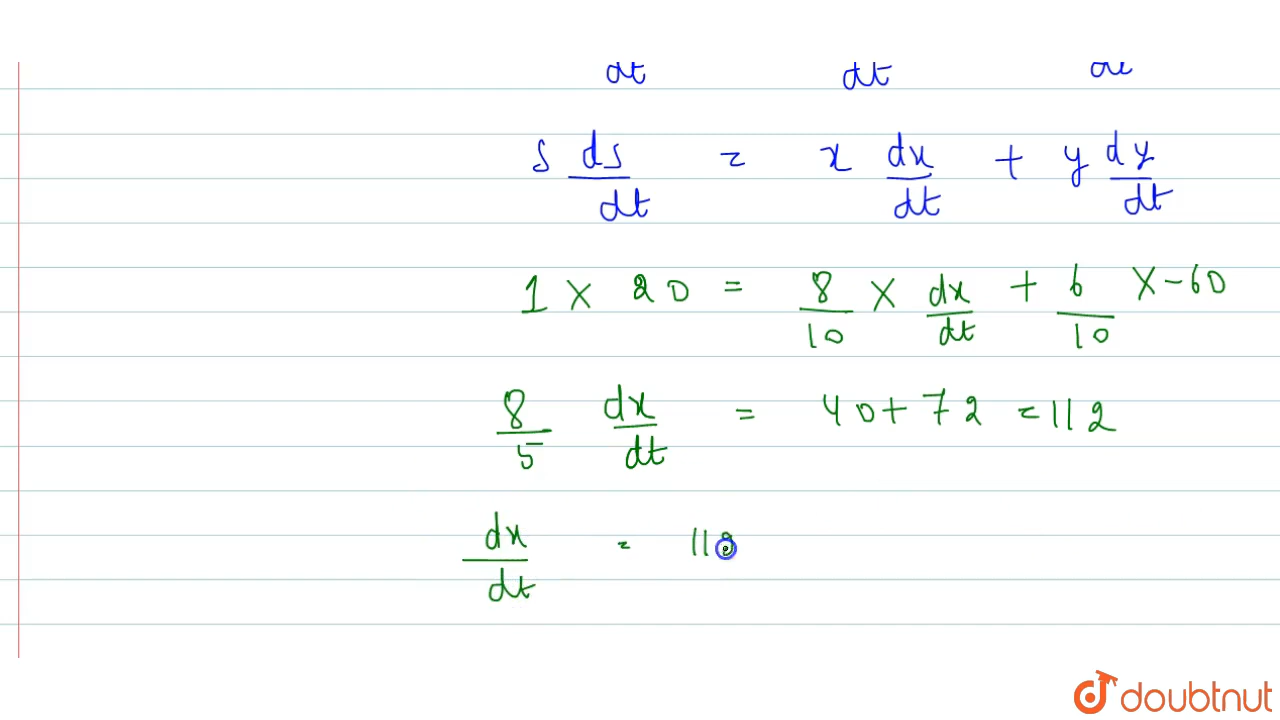 dt dt dt
s ds/dt = x dx/dt + y dy/dt
1 × 20 = 8/10 × dx/dt + 6/10 × -60
8/5 dx/dt = 40 + 72 = 112
dx/dt = 112
doubtnut